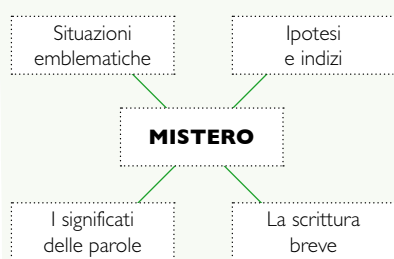 Situazioni
emblematiche
Ipotesi
e indizi
MISTERO
I significati
delle parole
La scrittura
breve